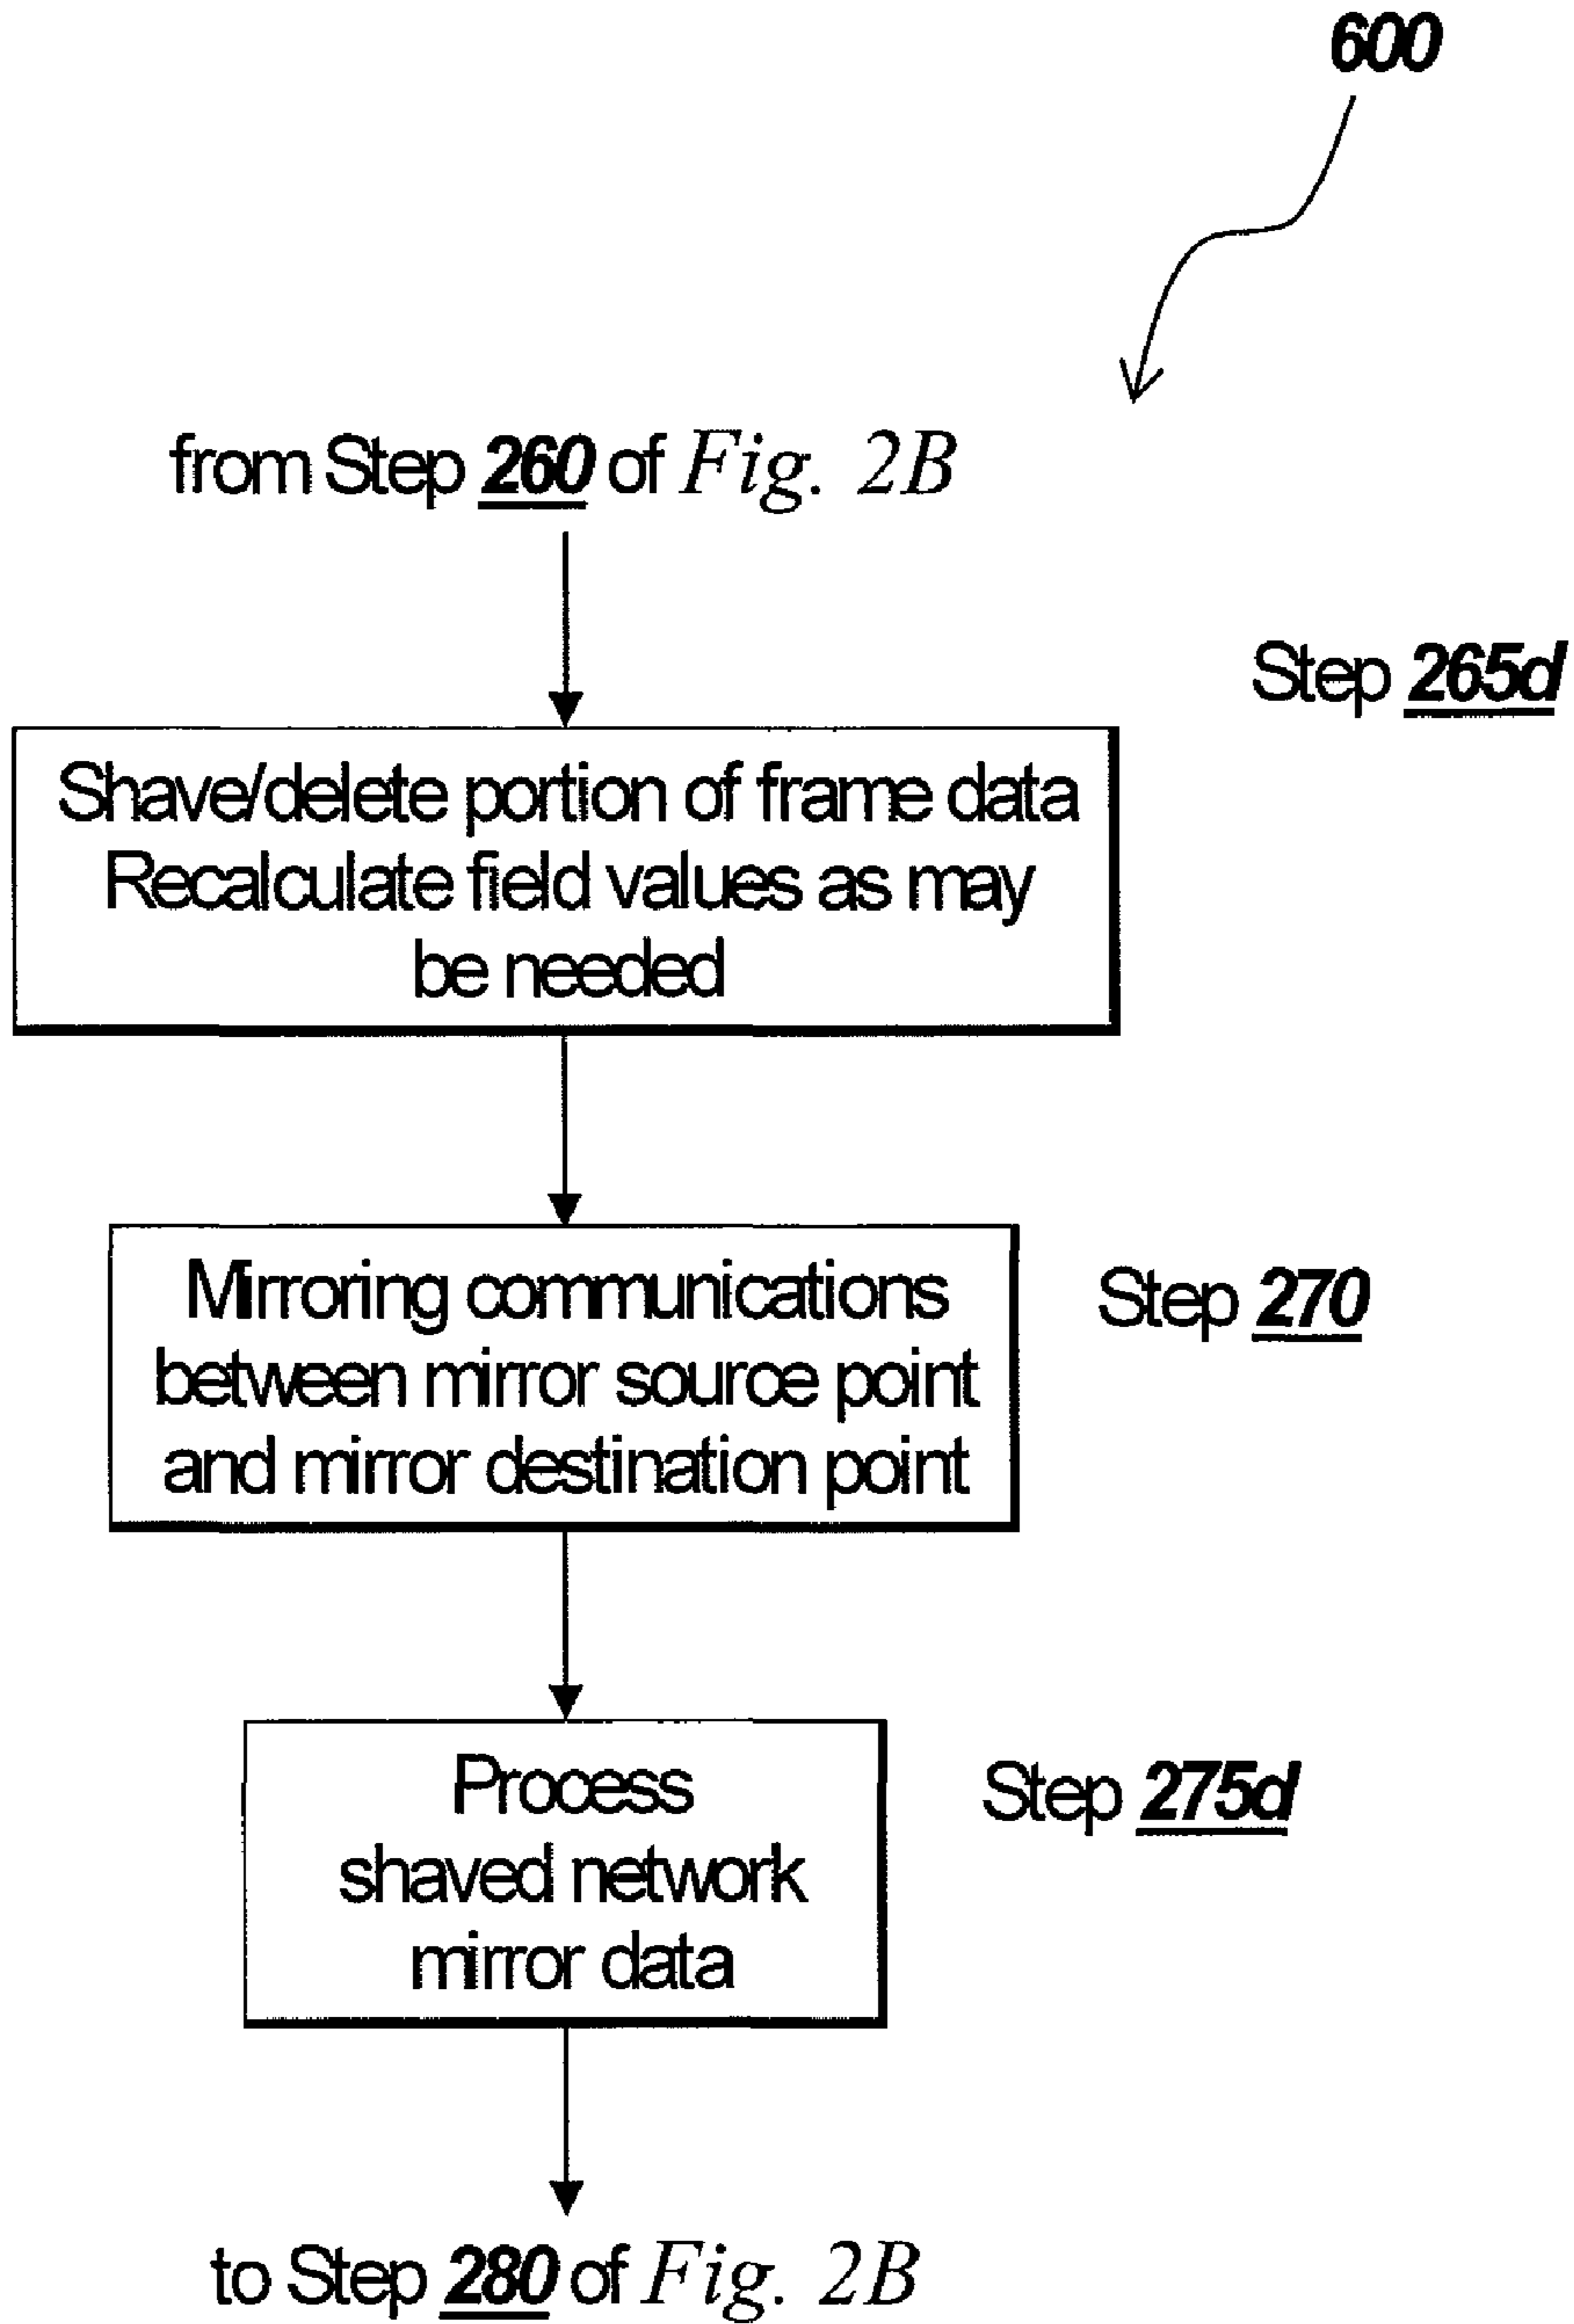 600
from Step 260 of Fig. 2B
Step 265d
Shave/delete portion of frame data
Recalculate field values as may
be needed
Mirroring communications
between mirror source point
and mirror destination point
Step 270
Process
shaved network
mirror data
Step 275d
to Step 280 of Fig. 2B